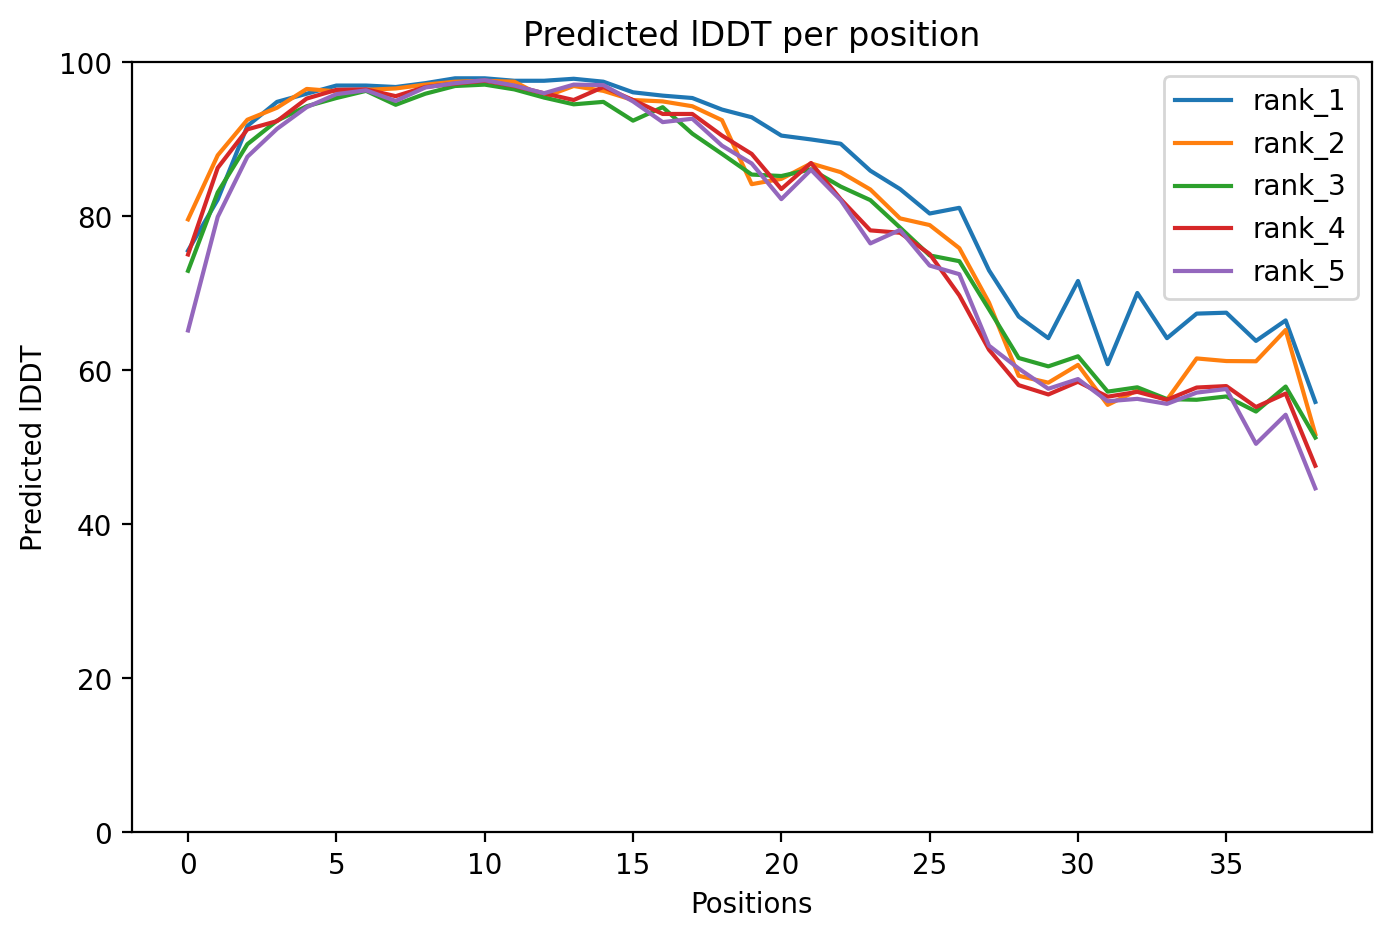 Predicted lDDT per position
100
80
60
40
20
0
Predicted lDDT
rank_1
rank_2
rank_3
rank_4
rank_5
0 5 10 15 20 25 30 35
Positions